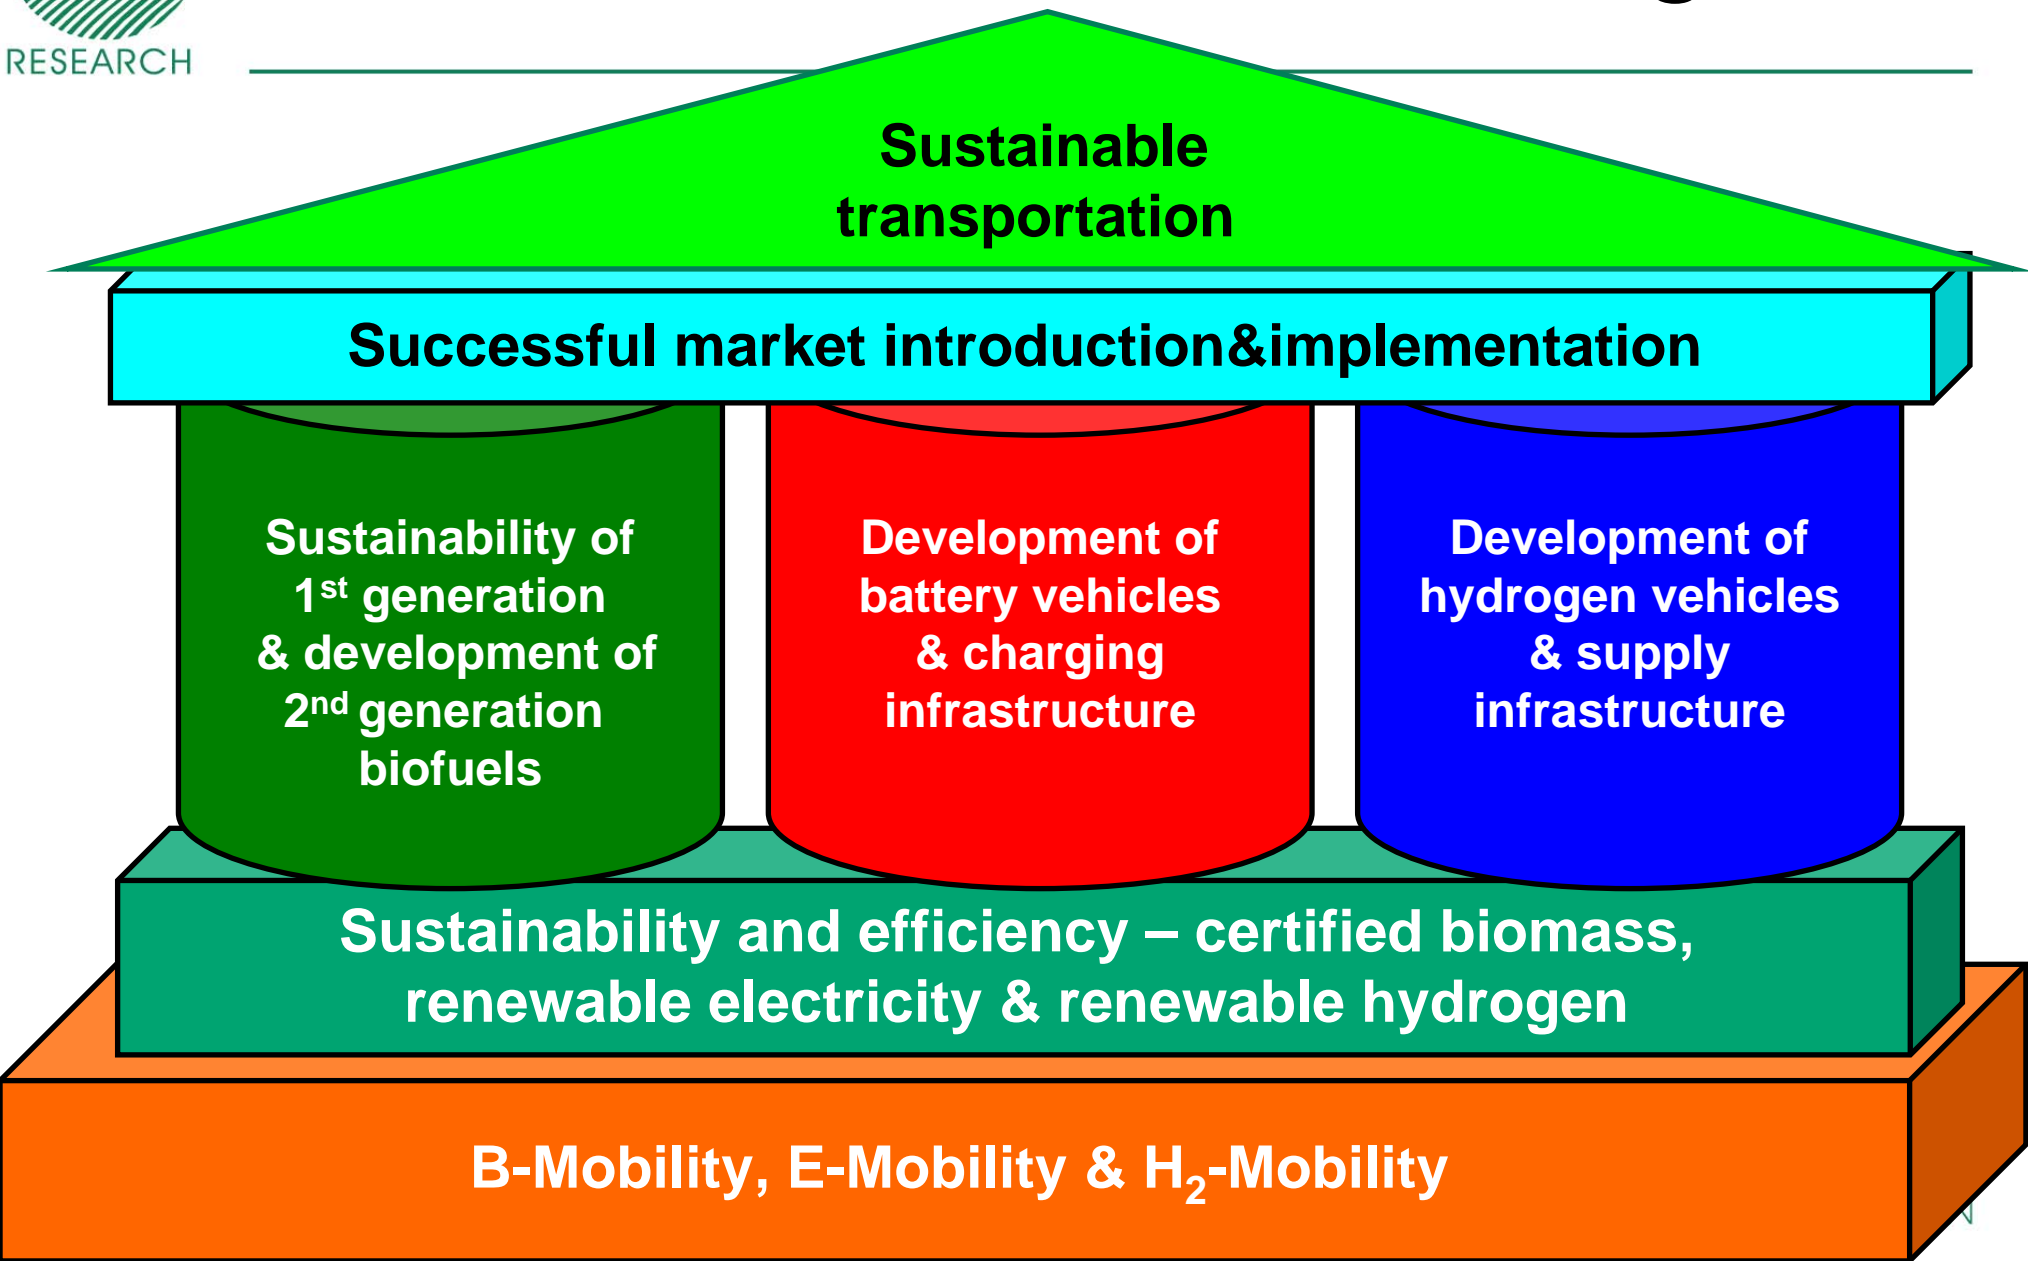 RESEARCH
Sustainable
transportation
Successful market introduction&implementation
Sustainability of
1st generation
& development of
2nd generation
biofuels
Development of
battery vehicles
& charging
infrastructure
Development of
hydrogen vehicles
& supply
infrastructure
Sustainability and efficiency – certified biomass,
renewable electricity & renewable hydrogen
B-Mobility, E-Mobility & H2-Mobility